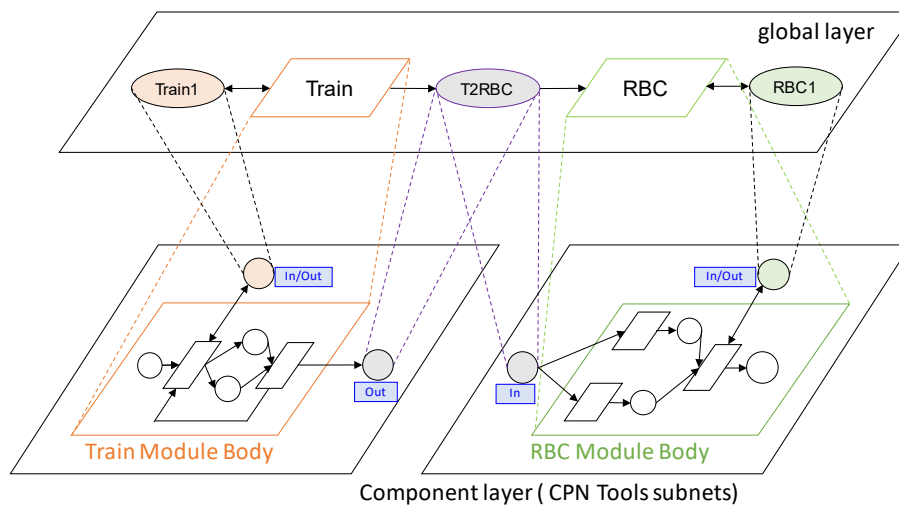 global layer
Train1
Train
T2RBC
RBC
RBC1
In/Out
In/Out
Out
In
Train Module Body
RBC Module Body
Component layer ( CPN Tools subnets)